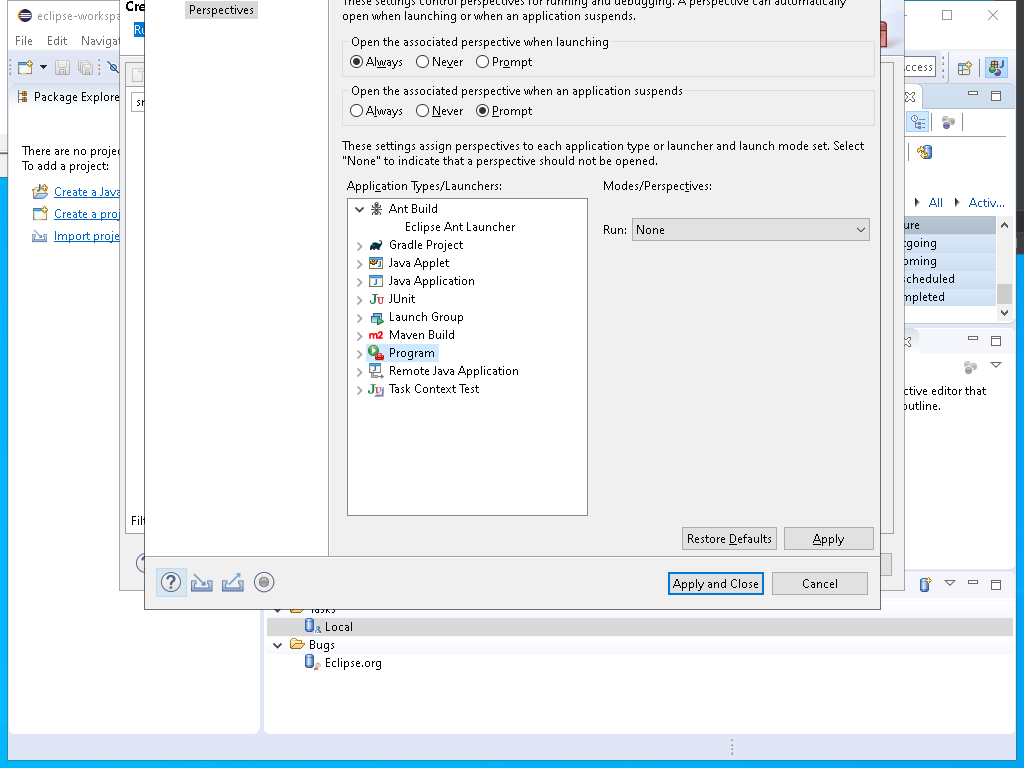 eclipse-workspa
Cre
Perspectives
These settings control perspectives for running and debugging. A perspective can automatically
open when launching or when an application suspends.
File Edit Navigat
Ru
Open the associated perspective when launching
Always Never Prompt
ccess
Package Explore
Open the associated perspective when an application suspends
Always Never Prompt
There are no projec
To add a project:
These settings assign perspectives to each application type or launcher and launch mode set. Select
"None" to indicate that a perspective should not be opened.
Create a Java
Create a proj
Import proje
Application Types/Launchers:
Modes/Perspectives:
Ant Build
Eclipse Ant Launcher
Gradle Project
Java Applet
Java Application
JUnit
Launch Group
Maven Build
Program
Remote Java Application
Task Context Test
Run: None
All Activ...
ure
tgoing
oming
scheduled
mpleted
ctive editor that
outline.
Filt
Restore Defaults Apply
Apply and Close Cancel
Tasks
Local
Bugs
Eclipse.org